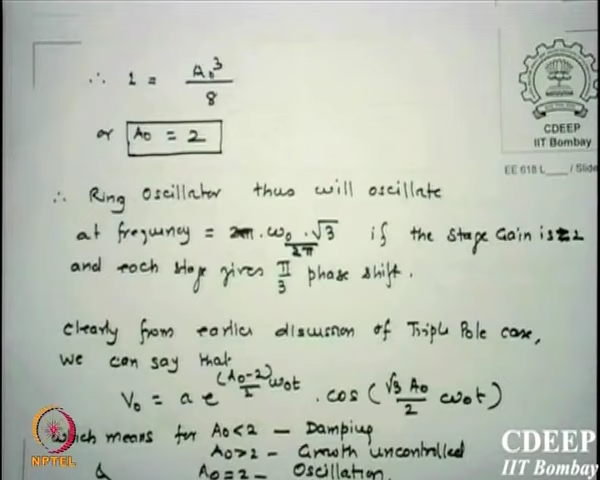 ∴ 1 = A₀³/8
or A₀ = 2
∴ Ring Oscillator thus will oscillate
at frequency = ω₀·√3/2π if the stage Gain is 2
and each stage gives π/3 phase shift.
Clearly from earlier discussion of Triple Pole case,
we can say that
V₀ = a e^{(A₀-2)/2 ω₀t} · cos(√3 A₀/2 ω₀t)
which means for A₀<2 — Damping
A₀>2 — Growth uncontrolled
& A₀=2 — Oscillation.
CDEEP
IIT Bombay
EE 618 L___ / Slide
NPTEL
CDEEP
IIT Bombay